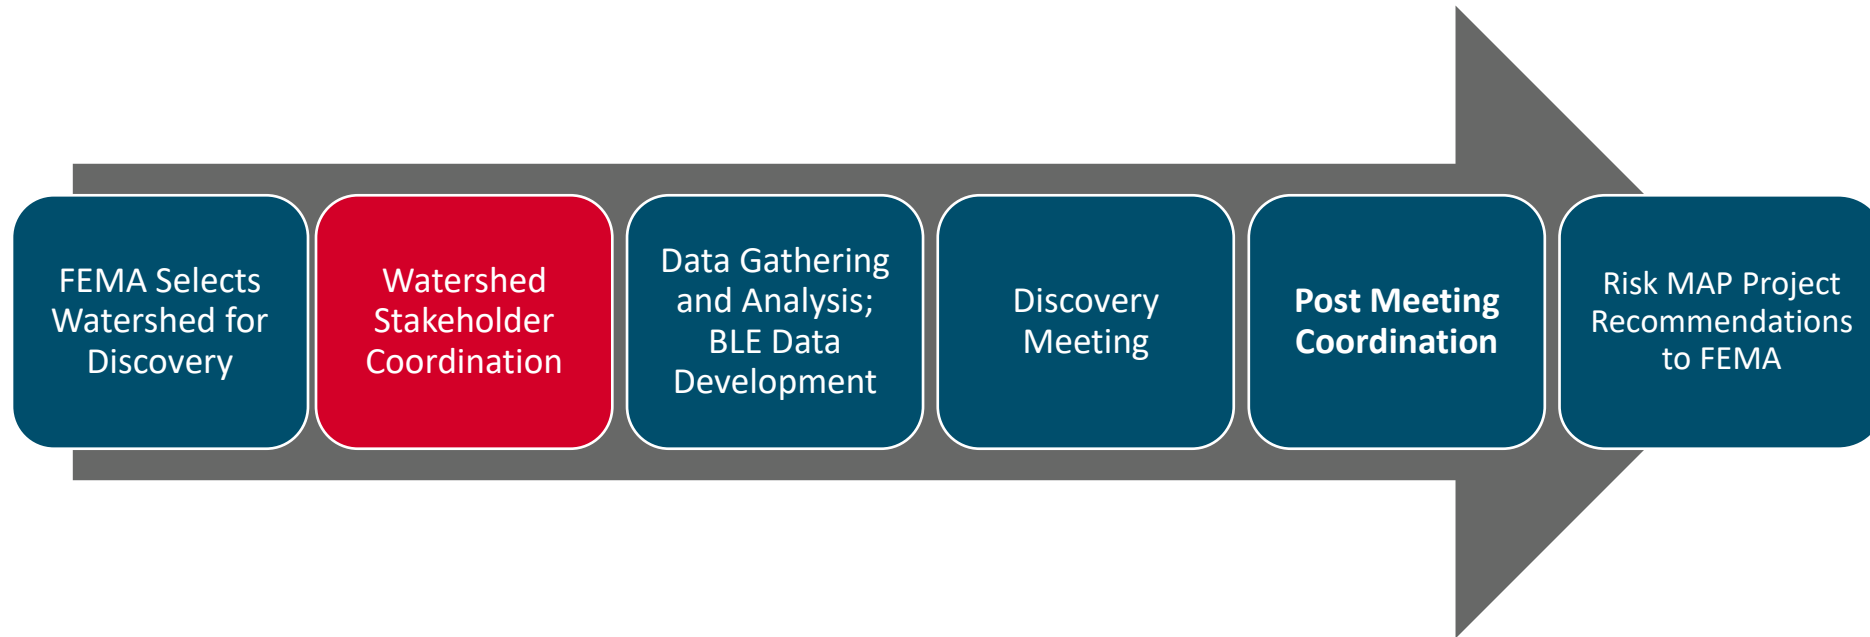 FEMA Selects
Watershed for
Discovery
Watershed
Stakeholder
Coordination
Data Gathering
and Analysis;
BLE Data
Development
Discovery
Meeting
Post Meeting
Coordination
Risk MAP Project
Recommendations
to FEMA